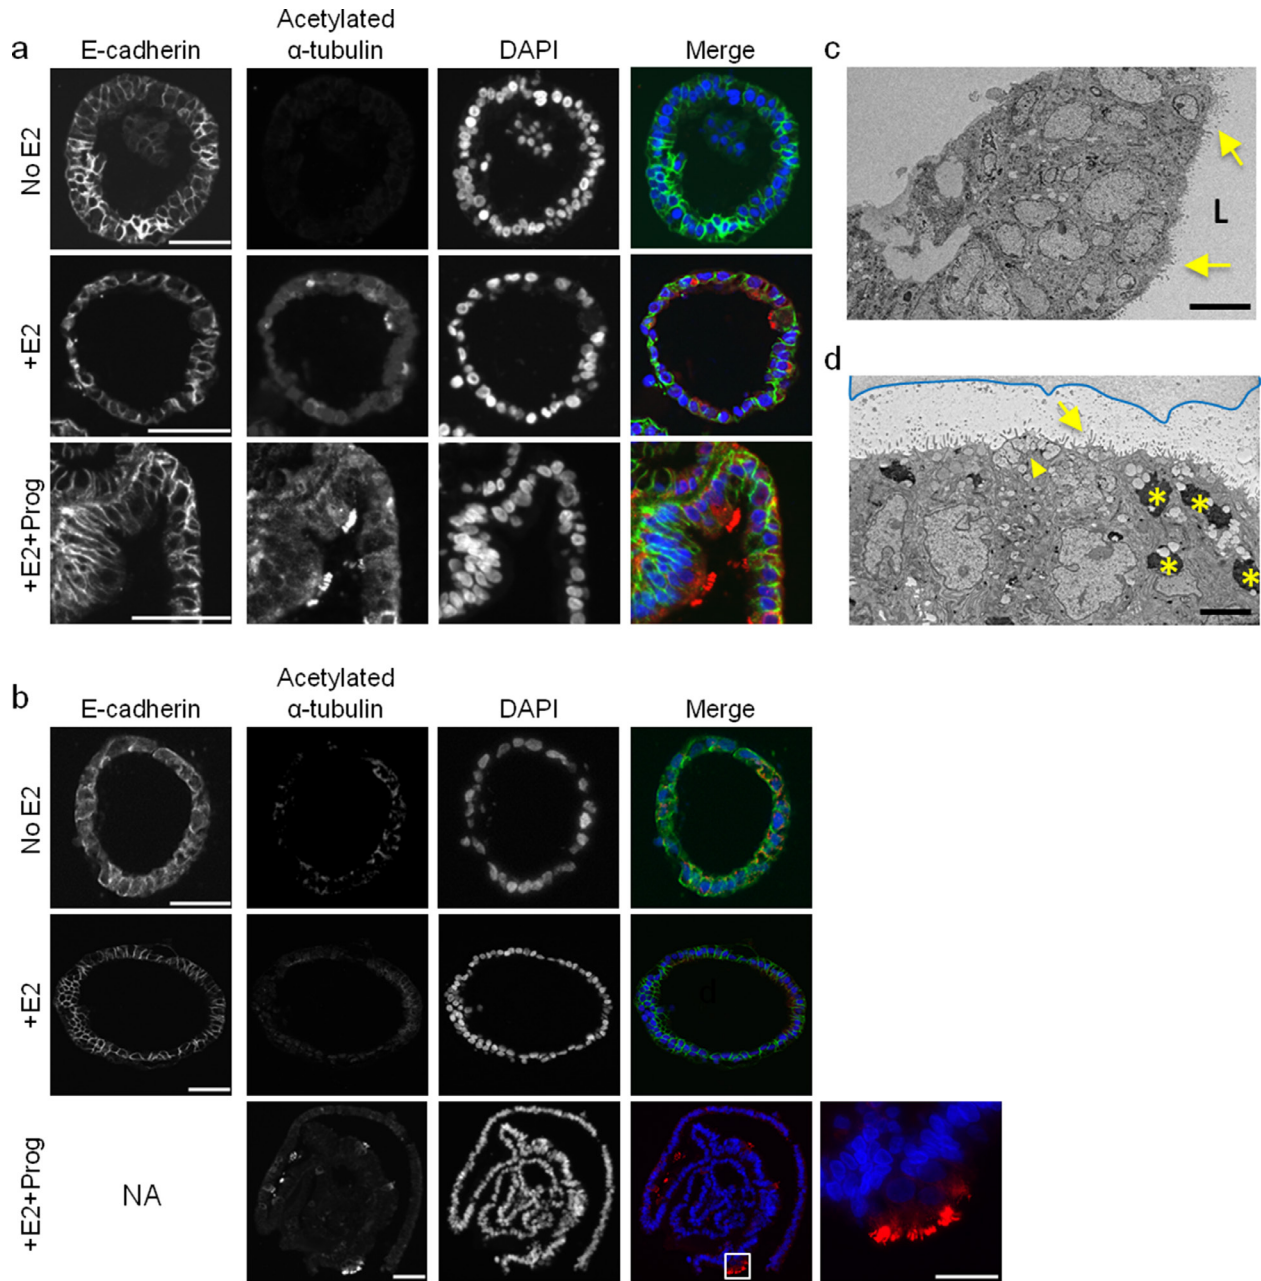 a
E-cadherin
Acetylated
α-tubulin
DAPI
Merge
No E2
+E2
+E2+Prog
c
L
d
* * * *
b
E-cadherin
Acetylated
α-tubulin
DAPI
Merge
No E2
+E2
d
+E2+Prog
NA